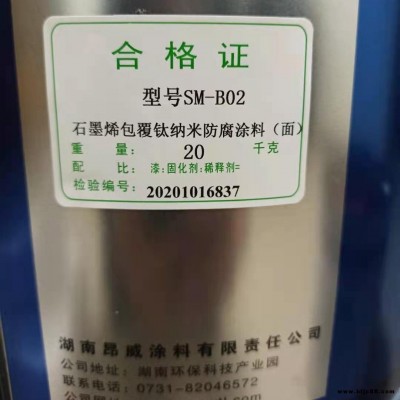 合格证
型号SM-B02
石墨烯包覆钛纳米防腐涂料（面）
重量：20千克
配比：漆:固化剂:稀释剂=
检验编号：20201016837
湖南昂威涂料有限责任公司
公司地址：湖南环保科技产业园
联系电话：0731-82046572